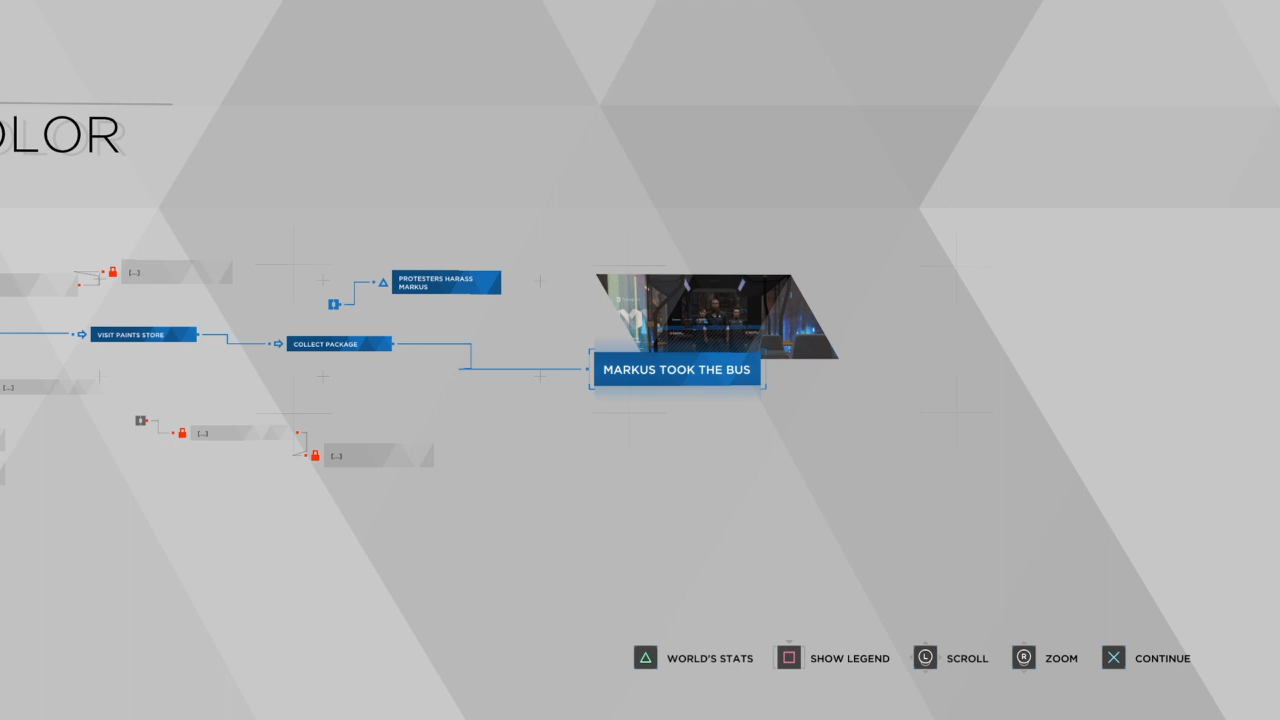 OLOR
[...]
PROTESTERS HARASS
MARKUS
VISIT PAINTS STORE
COLLECT PACKAGE
MARKUS TOOK THE BUS
[...]
[...]
[...]
WORLD'S STATS
SHOW LEGEND
L
SCROLL
R
ZOOM
CONTINUE